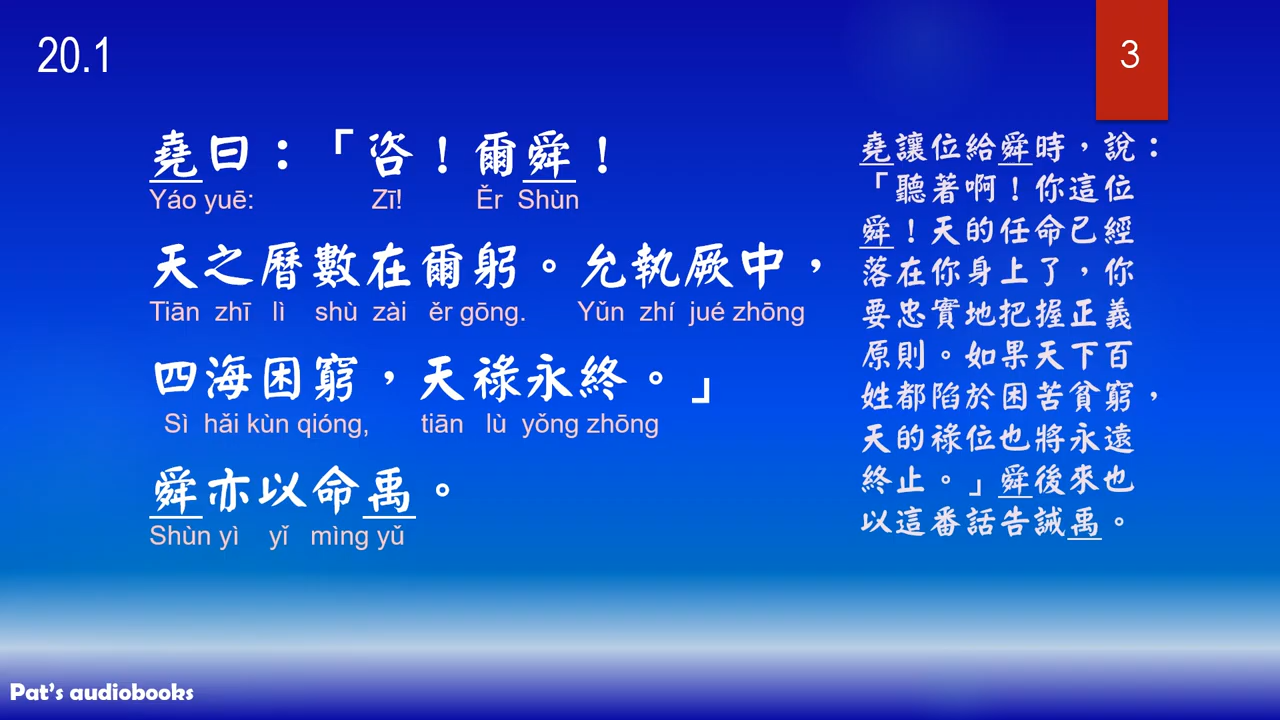 20.1
3
堯曰：「咨！爾舜！
Yáo yuē: Zī! Ěr Shùn
天之曆數在爾躬。允執厥中，
Tiān zhī lì shù zài ěr gōng. Yǔn zhí jué zhōng
四海困窮，天祿永終。」
Sì hǎi kùn qióng, tiān lù yǒng zhōng
舜亦以命禹。
Shùn yì yǐ mìng yǔ
堯讓位給舜時，說：
「聽著啊！你這位
舜！天的任命已經
落在你身上了，你
要忠實地把握正義
原則。如果天下百
姓都陷於困苦貧窮，
天的祿位也將永遠
終止。」舜後來也
以這番話告誡禹。
Pat's audiobooks